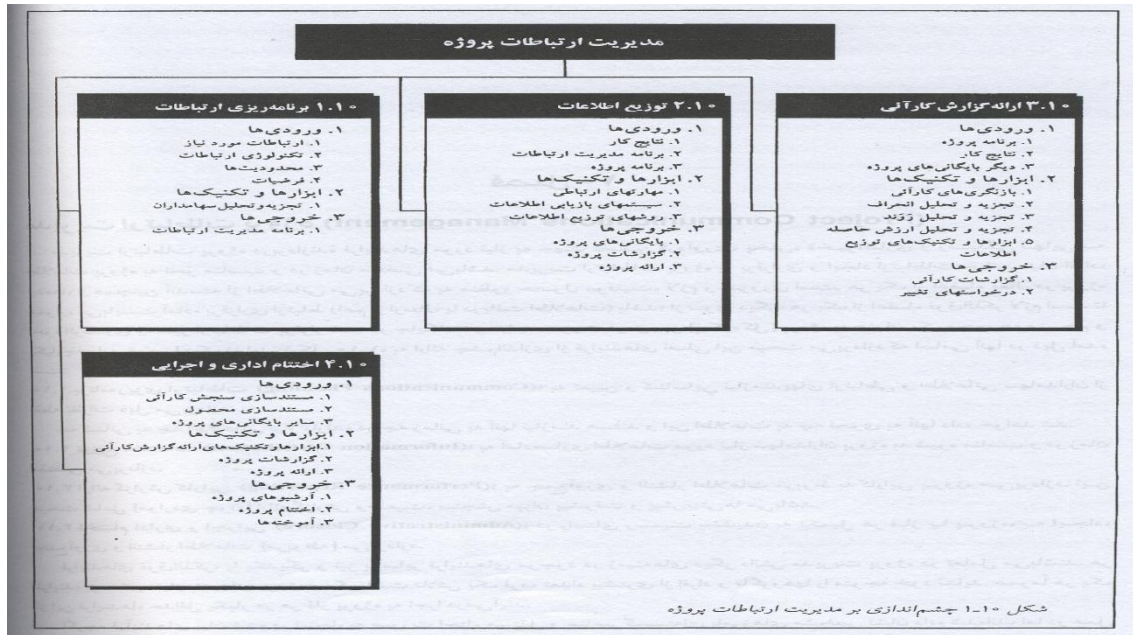 مدیریت ارتباطات پروژه
۱.۱۰ برنامه‌ریزی ارتباطات
۱. ورودی‌ها
۱. ارتباطات مورد نیاز
۲. تکنولوژی ارتباطات
۳. محدودیت‌ها
۴. فرضیات
۲. ابزارها و تکنیک‌ها
۱. تجزیه‌وتحلیل سهامداران
۳. خروجی‌ها
۱. برنامه مدیریت ارتباطات
۲.۱۰ توزیع اطلاعات
۱. ورودی‌ها
۱. نتایج کار
۲. برنامه مدیریت ارتباطات
۳. برنامه پروژه
۲. ابزارها و تکنیک‌ها
۱. مهارتهای ارتباطی
۲. سیستمهای بازیابی اطلاعات
۳. روشهای توزیع اطلاعات
۳. خروجی‌ها
۱. بایگانی‌های پروژه
۲. گزارشات پروژه
۳. ارائه پروژه
۳.۱۰ ارائه گزارش کارآئی
۱. ورودی‌ها
۱. برنامه پروژه
۲. نتایج کار
۳. دیگر بایگانی‌های پروژه
۲. ابزارها و تکنیک‌ها
۱. بازنگری‌های کارآئی
۲. تجزیه و تحلیل انحراف
۳. تجزیه و تحلیل روند
۴. تجزیه و تحلیل ارزش حاصله
۵. ابزارها و تکنیک‌های توزیع
اطلاعات
۳. خروجی‌ها
۱. گزارشات کارآئی
۲. درخواستهای تغییر
۴.۱۰ اختتام اداری و اجرایی
۱. ورودی‌ها
۱. مستندسازی سنجش کارآئی
۲. مستندسازی محصول
۳. سایر بایگانی‌های پروژه
۲. ابزارها و تکنیک‌ها
۱. ابزارها و تکنیک‌های ارائه گزارش کارآئی
۲. گزارشات پروژه
۳. ارائه پروژه
۳. خروجی‌ها
۱. آرشیوهای پروژه
۲. اختتام پروژه
۳. آموخته‌ها
شکل ۱۰-۱ چشم‌اندازی بر مدیریت ارتباطات پروژه